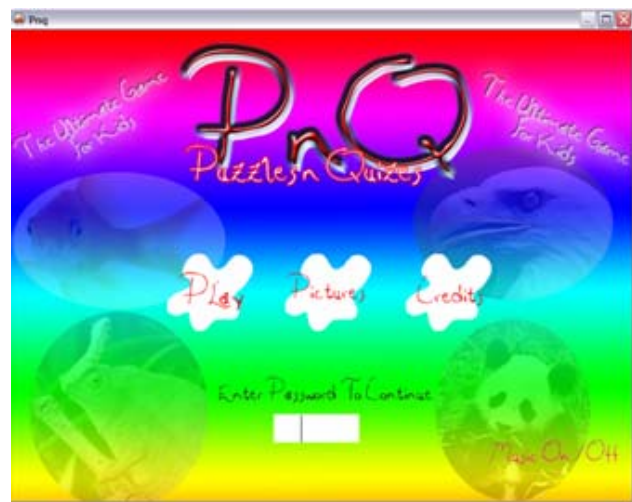 Pnq
PnQ
The Ultimate Game
for Kids
The Ultimate Game
for Kids
Puzzles n Quizes
Play
Pictures
Credits
Enter Password To Continue
Music On / Off